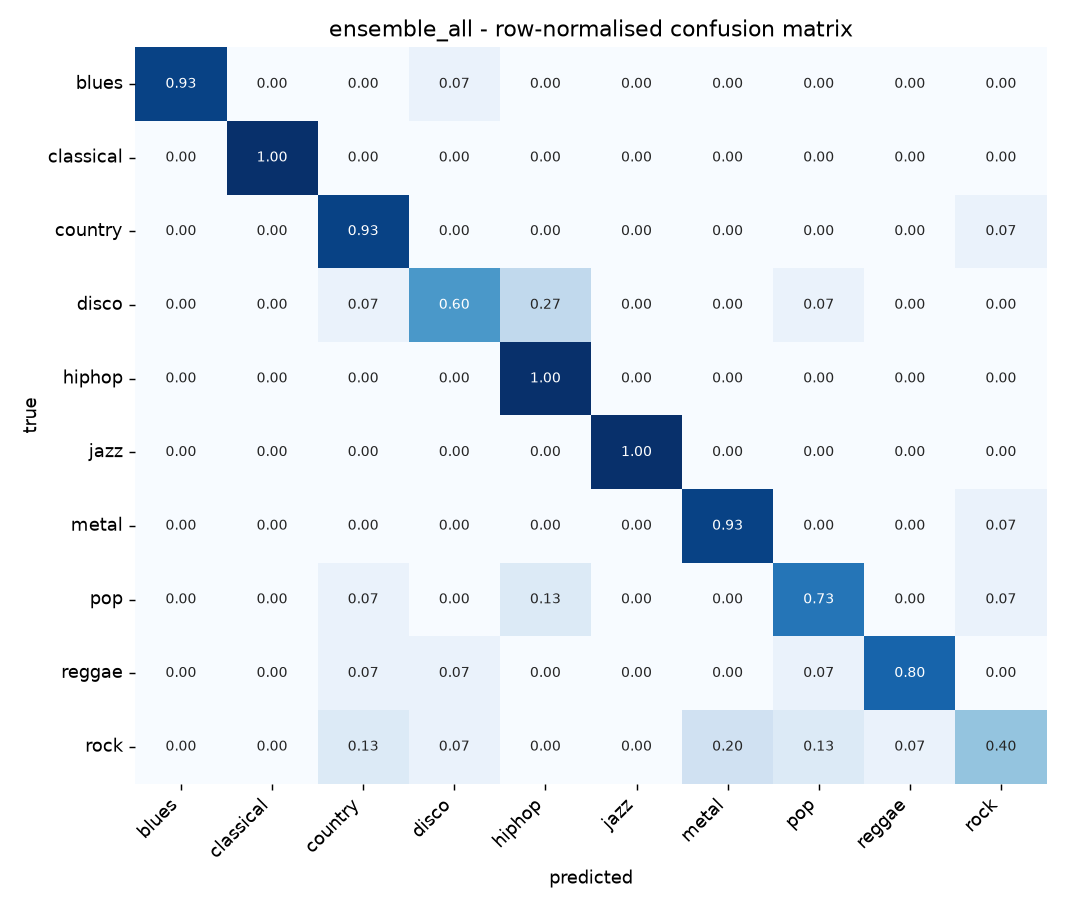 ensemble_all - row-normalised confusion matrix
blues 0.93 0.00 0.00 0.07 0.00 0.00 0.00 0.00 0.00 0.00
classical 0.00 1.00 0.00 0.00 0.00 0.00 0.00 0.00 0.00 0.00
country 0.00 0.00 0.93 0.00 0.00 0.00 0.00 0.00 0.00 0.07
disco 0.00 0.00 0.07 0.60 0.27 0.00 0.00 0.07 0.00 0.00
hiphop 0.00 0.00 0.00 0.00 1.00 0.00 0.00 0.00 0.00 0.00
true
jazz 0.00 0.00 0.00 0.00 0.00 1.00 0.00 0.00 0.00 0.00
metal 0.00 0.00 0.00 0.00 0.00 0.00 0.93 0.00 0.00 0.07
pop 0.00 0.00 0.07 0.00 0.13 0.00 0.00 0.73 0.00 0.07
reggae 0.00 0.00 0.07 0.07 0.00 0.00 0.00 0.07 0.80 0.00
rock 0.00 0.00 0.13 0.07 0.00 0.00 0.20 0.13 0.07 0.40
blues classical country disco hiphop jazz metal pop reggae rock
predicted